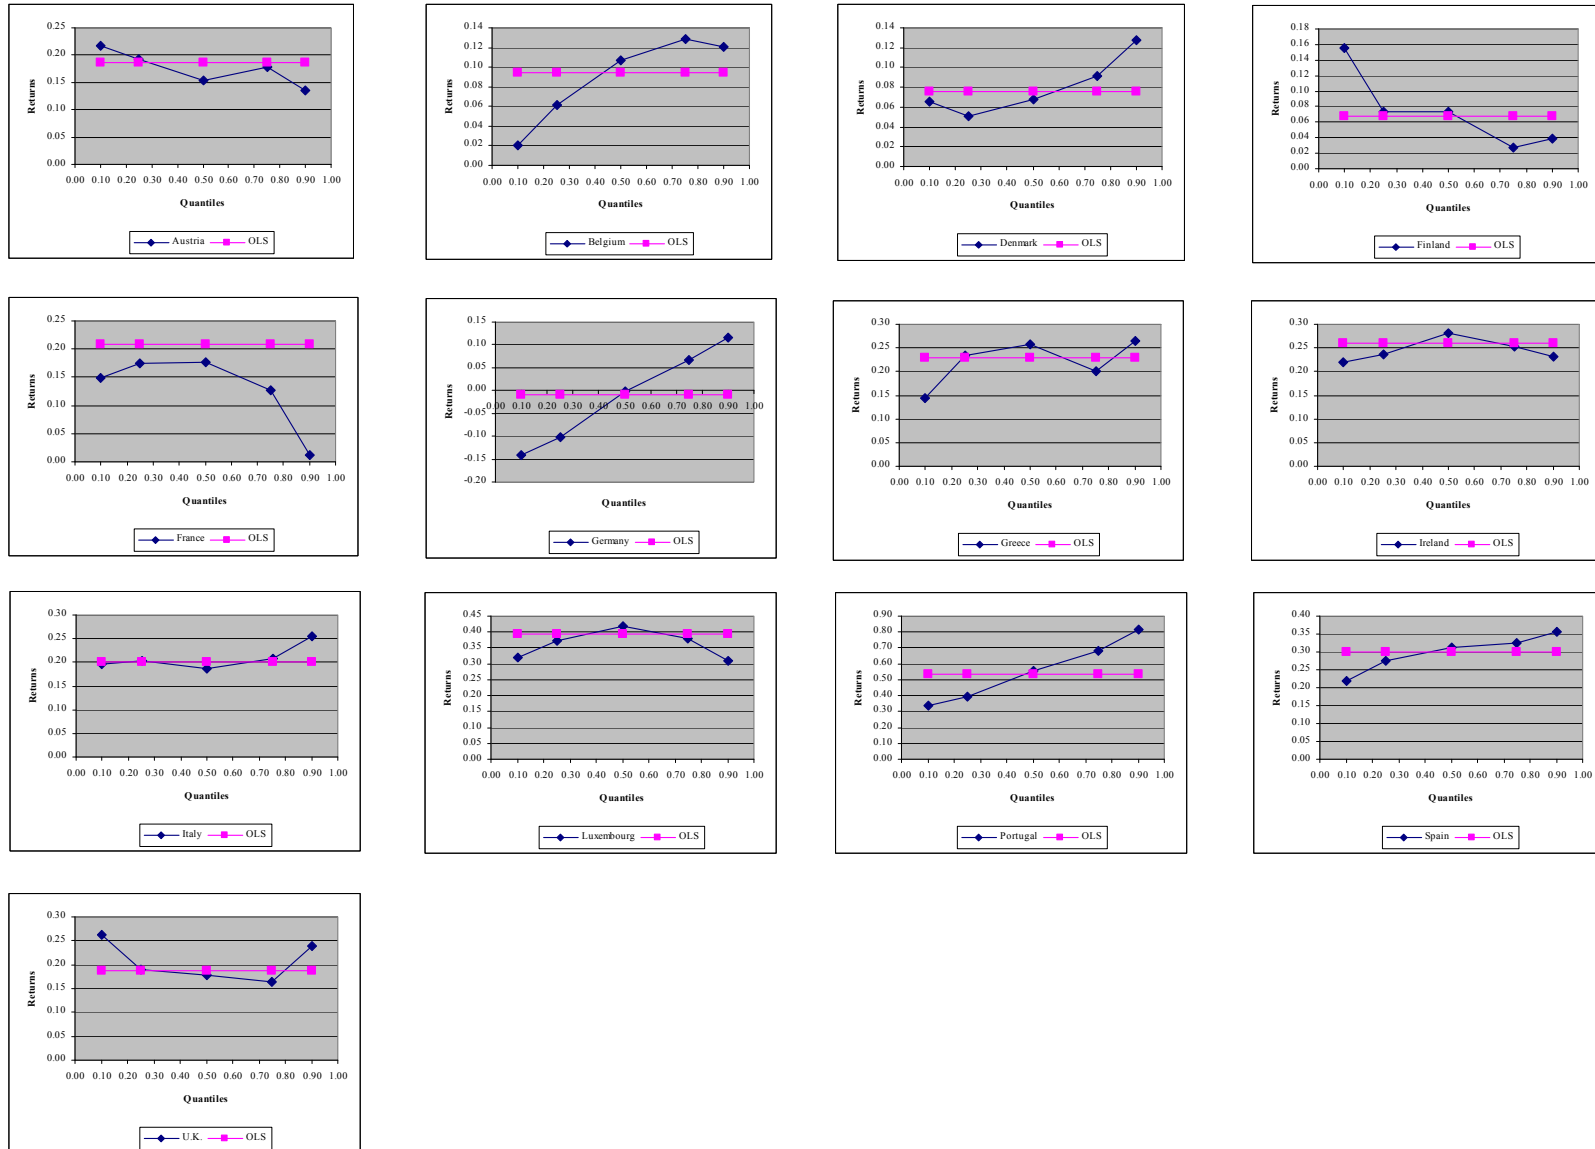 0.25
0.20
0.15
0.10
0.05
0.00
Returns
0.00 0.10 0.20 0.30 0.40 0.50 0.60 0.70 0.80 0.90 1.00
Quantiles
Austria OLS
0.14
0.12
0.10
0.08
0.06
0.04
0.02
0.00
Returns
0.00 0.10 0.20 0.30 0.40 0.50 0.60 0.70 0.80 0.90 1.00
Quantiles
Belgium OLS
0.14
0.12
0.10
0.08
0.06
0.04
0.02
0.00
Returns
0.00 0.10 0.20 0.30 0.40 0.50 0.60 0.70 0.80 0.90 1.00
Quantiles
Denmark OLS
0.18
0.16
0.14
0.12
0.10
0.08
0.06
0.04
0.02
0.00
Returns
0.00 0.10 0.20 0.30 0.40 0.50 0.60 0.70 0.80 0.90 1.00
Quantiles
Finland OLS
0.25
0.20
0.15
0.10
0.05
0.00
Returns
0.00 0.10 0.20 0.30 0.40 0.50 0.60 0.70 0.80 0.90 1.00
Quantiles
France OLS
0.15
0.10
0.05
0.00
-0.05
-0.10
-0.15
-0.20
Returns
0.00 0.10 0.20 0.30 0.40 0.50 0.60 0.70 0.80 0.90 1.00
Quantiles
Germany OLS
0.30
0.25
0.20
0.15
0.10
0.05
0.00
Returns
0.00 0.10 0.20 0.30 0.40 0.50 0.60 0.70 0.80 0.90 1.00
Quantiles
Greece OLS
0.30
0.25
0.20
0.15
0.10
0.05
0.00
Returns
0.00 0.10 0.20 0.30 0.40 0.50 0.60 0.70 0.80 0.90 1.00
Quantiles
Ireland OLS
0.30
0.25
0.20
0.15
0.10
0.05
0.00
Returns
0.00 0.10 0.20 0.30 0.40 0.50 0.60 0.70 0.80 0.90 1.00
Quantiles
Italy OLS
0.45
0.40
0.35
0.30
0.25
0.20
0.15
0.10
0.05
0.00
Returns
0.00 0.10 0.20 0.30 0.40 0.50 0.60 0.70 0.80 0.90 1.00
Quantiles
Luxembourg OLS
0.90
0.80
0.70
0.60
0.50
0.40
0.30
0.20
0.10
0.00
Returns
0.00 0.10 0.20 0.30 0.40 0.50 0.60 0.70 0.80 0.90 1.00
Quantiles
Portugal OLS
0.40
0.35
0.30
0.25
0.20
0.15
0.10
0.05
0.00
Returns
0.00 0.10 0.20 0.30 0.40 0.50 0.60 0.70 0.80 0.90 1.00
Quantiles
Spain OLS
0.30
0.25
0.20
0.15
0.10
0.05
0.00
Returns
0.00 0.10 0.20 0.30 0.40 0.50 0.60 0.70 0.80 0.90 1.00
Quantiles
U.K. OLS